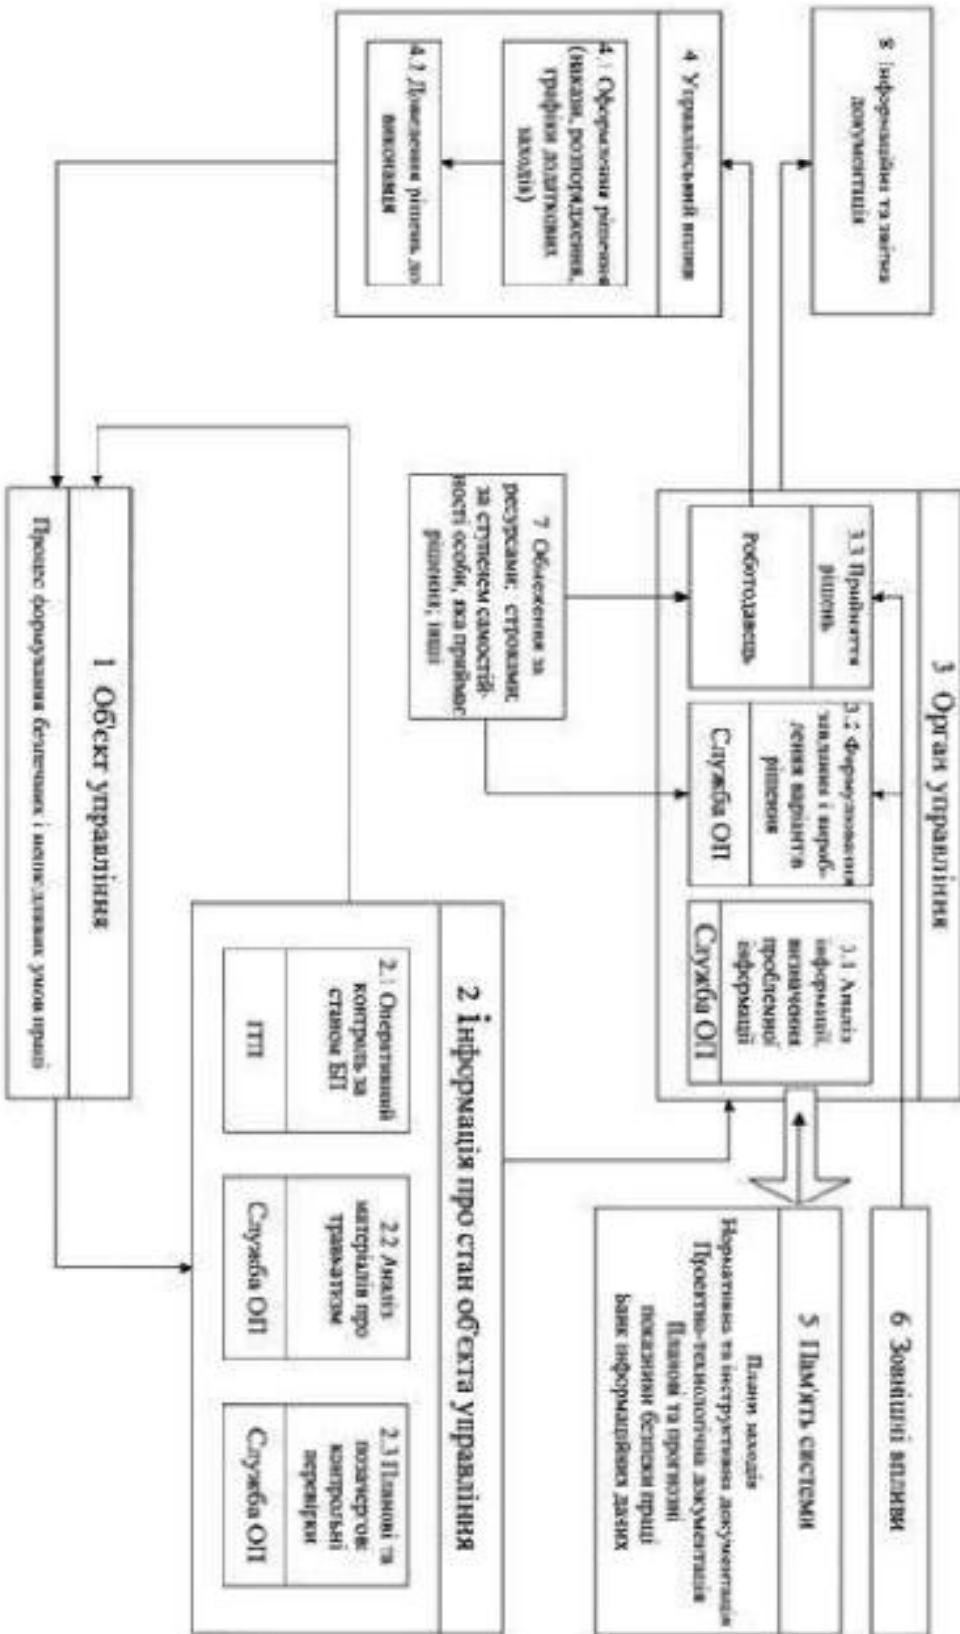 8 Інформаційна та звітна
документація
4 Управлінський вплив
4.1 Оформлення рішення
(накази, розпорядження,
графіки додаткових
заходів)
4.2 Доведення рішень до
виконання
3 Орган управління
3.3 Прийняття
рішень
Роботодавець
3.2 Формулювання
завдання і вироб-
лення варіантів
рішення
Служба ОП
3.1 Аналіз
інформації,
визначення
проблемної
інформації
Служба ОП
7 Обмеження за
ресурсами; строками;
за ступенем самостій-
ності особи, яка приймає
рішення; інші
6 Зовнішні впливи
5 Пам'ять системи
Плани заходів
Нормативна та інструктивна документація
Проектно-технологічна документація
Планові та прогнозні
показники безпеки праці
Банк інформаційних даних
2 Інформація про стан об'єкта управління
2.1 Оперативний
контроль за
станом БП
ІТП
2.2 Аналіз
матеріалів про
травматизм
Служба ОП
2.3 Планові та
позачергові
контрольні
перевірки
Служба ОП
1 Об'єкт управління
Процес формування безпечних і нешкідливих умов праці